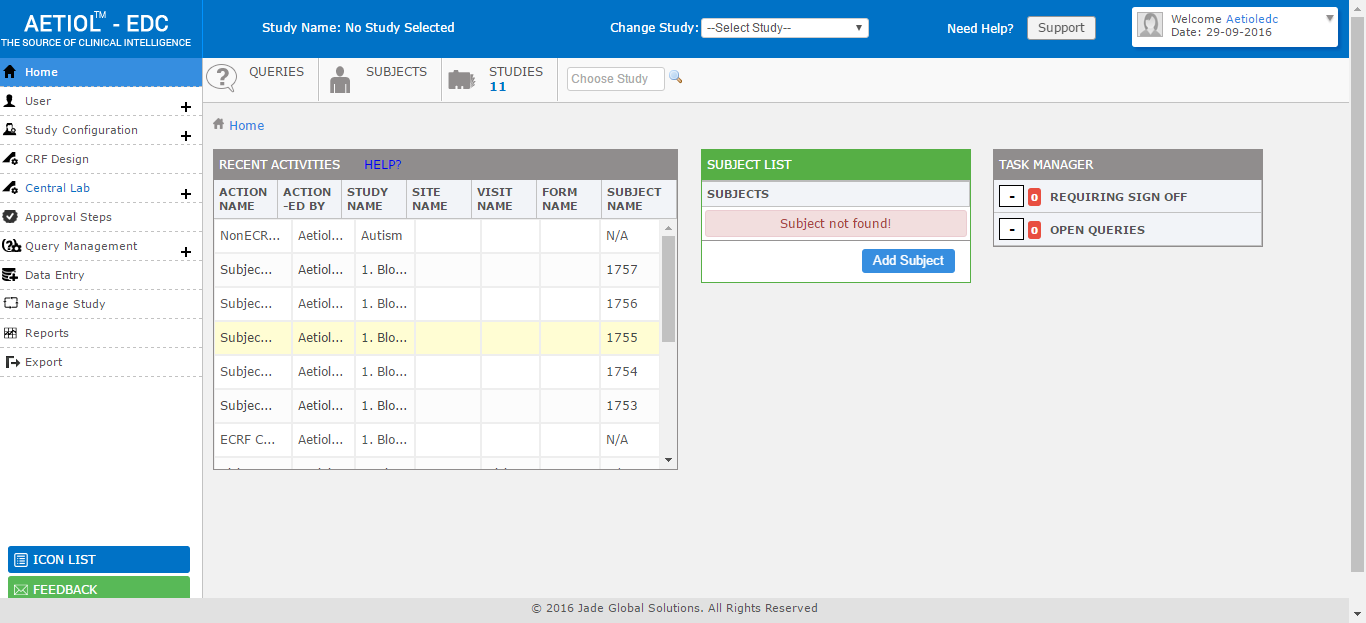 AETIOL™ - EDC
THE SOURCE OF CLINICAL INTELLIGENCE
Study Name: No Study Selected
Change Study: --Select Study--
Need Help? Support
Welcome Aetioledc
Date: 29-09-2016
Home
User +
Study Configuration +
CRF Design
Central Lab +
Approval Steps
Query Management +
Data Entry
Manage Study
Reports
Export
ICON LIST
FEEDBACK
? QUERIES
SUBJECTS
STUDIES
11
Choose Study
Home
RECENT ACTIVITIES HELP?
ACTION NAME
ACTION -ED BY
STUDY NAME
SITE NAME
VISIT NAME
FORM NAME
SUBJECT NAME
NonECR... Aetiol... Autism N/A
Subjec... Aetiol... 1. Blo... 1757
Subjec... Aetiol... 1. Blo... 1756
Subjec... Aetiol... 1. Blo... 1755
Subjec... Aetiol... 1. Blo... 1754
Subjec... Aetiol... 1. Blo... 1753
ECRF C... Aetiol... 1. Blo... N/A
SUBJECT LIST
SUBJECTS
Subject not found!
Add Subject
TASK MANAGER
- 0 REQUIRING SIGN OFF
- 0 OPEN QUERIES
© 2016 Jade Global Solutions. All Rights Reserved